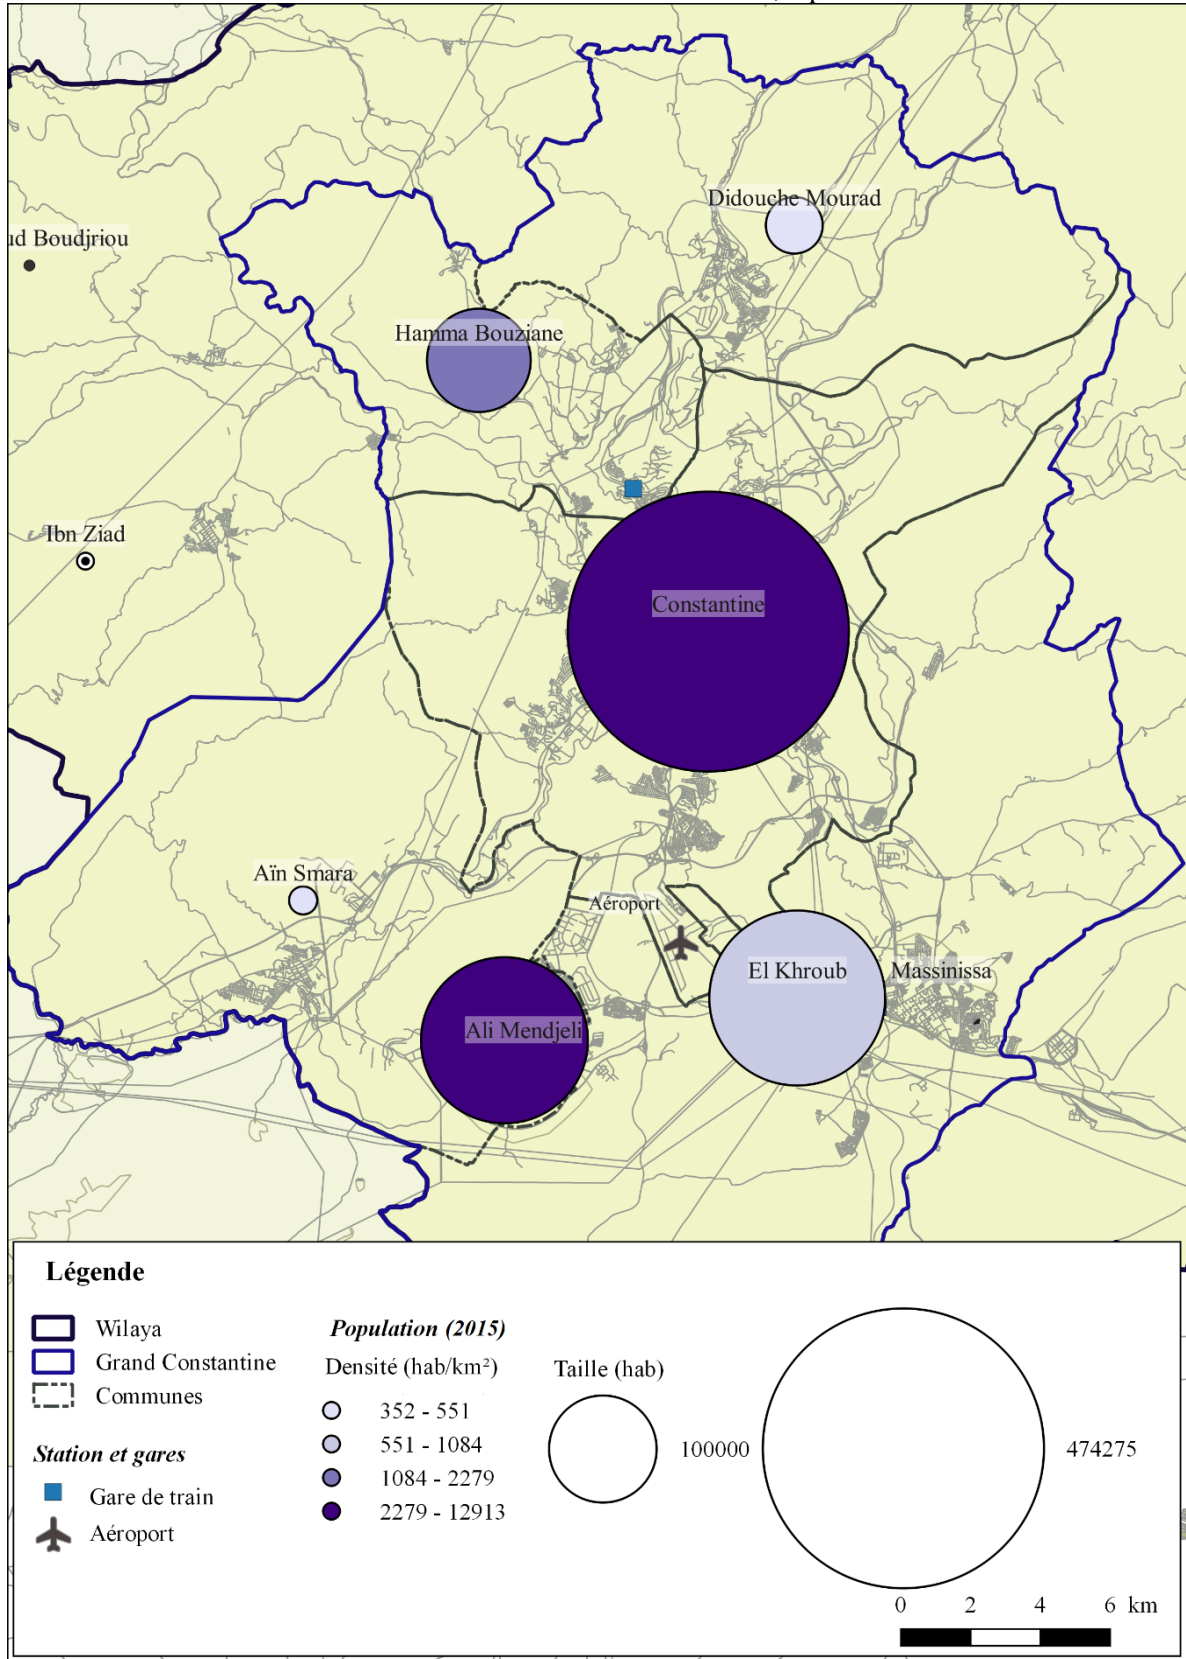 Didouche Mourad
ud Boudjriou
Hamma Bouziane
Ibn Ziad
Constantine
Aïn Smara
Aéroport
El Khroub
Massinissa
Ali Mendjeli
Légende
Wilaya
Grand Constantine
Communes
Station et gares
Gare de train
Aéroport
Population (2015)
Densité (hab/km²)
352 - 551
551 - 1084
1084 - 2279
2279 - 12913
Taille (hab)
100000
474275
0 2 4 6 km